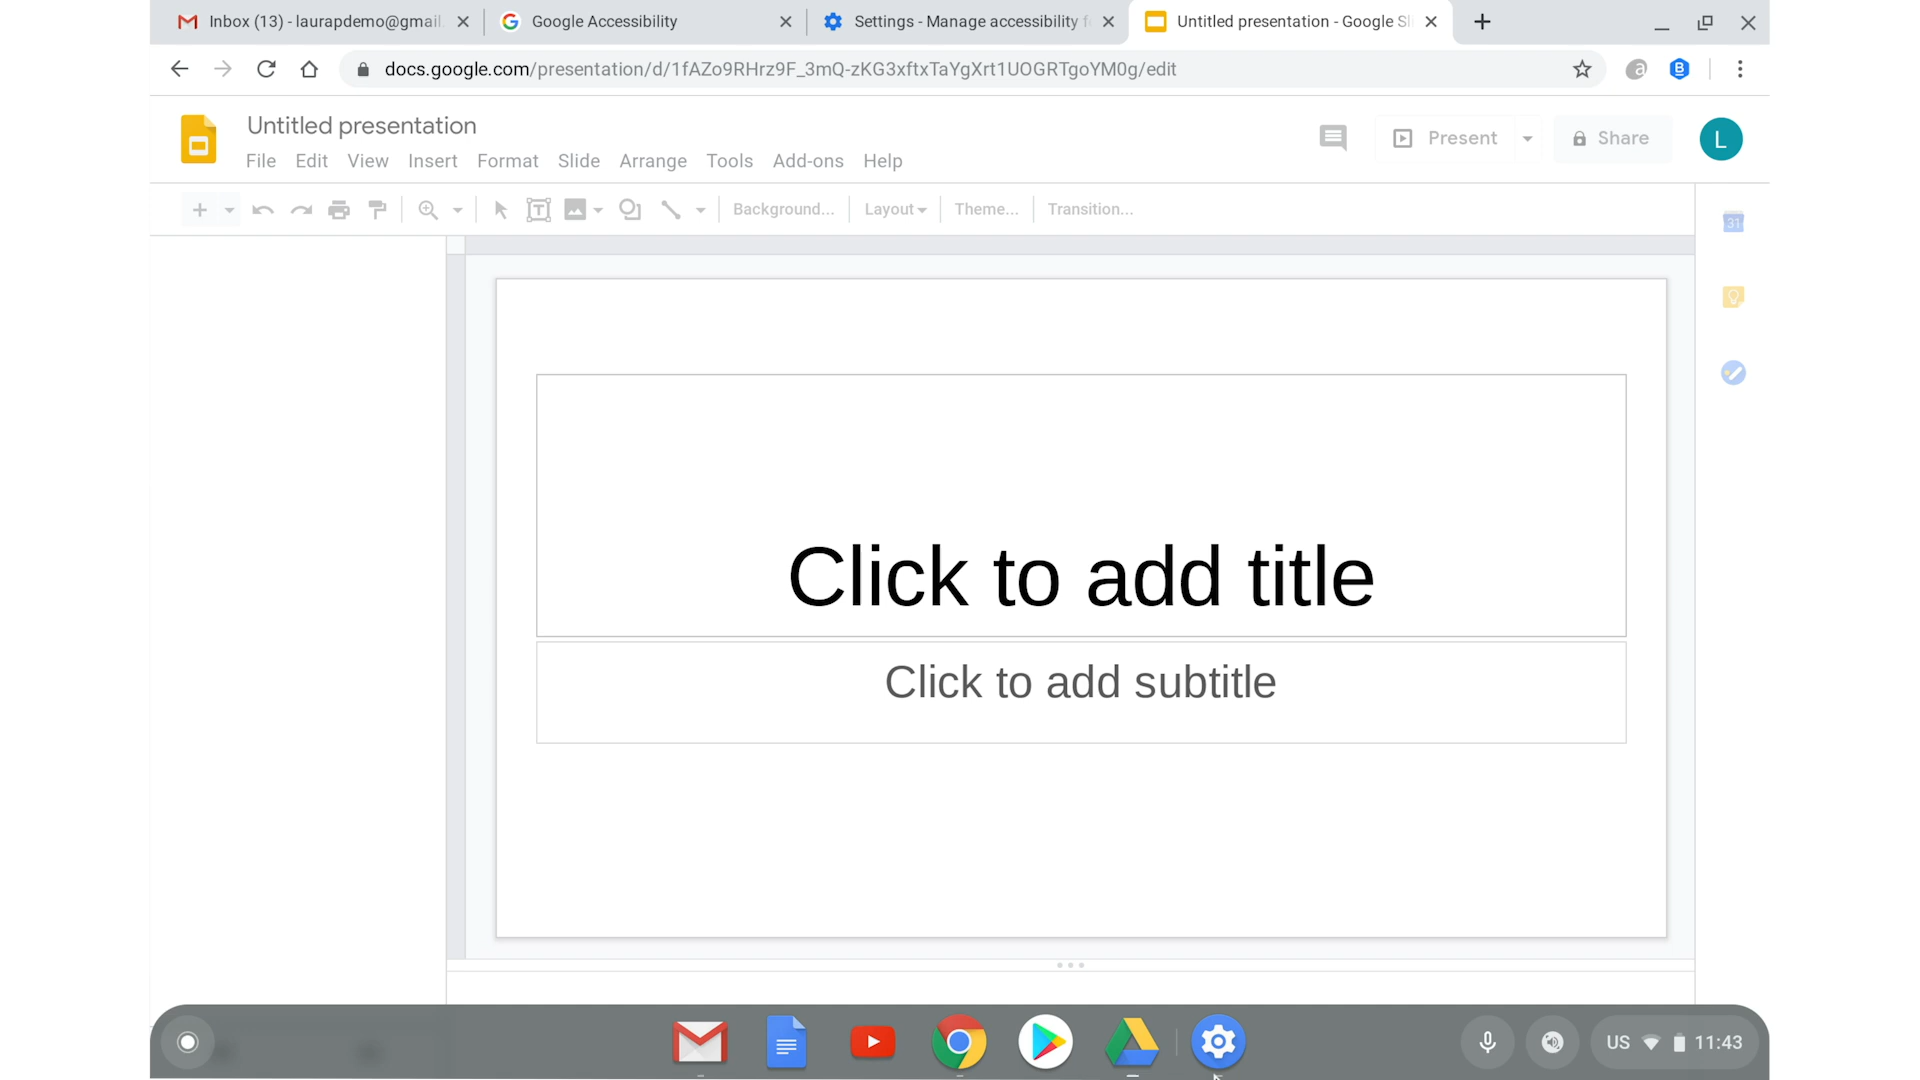 Inbox (13) - laurapdemo@gmail.
Google Accessibility
Settings - Manage accessibility f
Untitled presentation - Google Sl
docs.google.com/presentation/d/1fAZo9RHrz9F_3mQ-zKG3xftxTaYgXrt1UOGRTgoYM0g/edit
Untitled presentation
File Edit View Insert Format Slide Arrange Tools Add-ons Help
Present
Share
L
Background...
Layout
Theme...
Transition...
31
Click to add title
Click to add subtitle
US
11:43